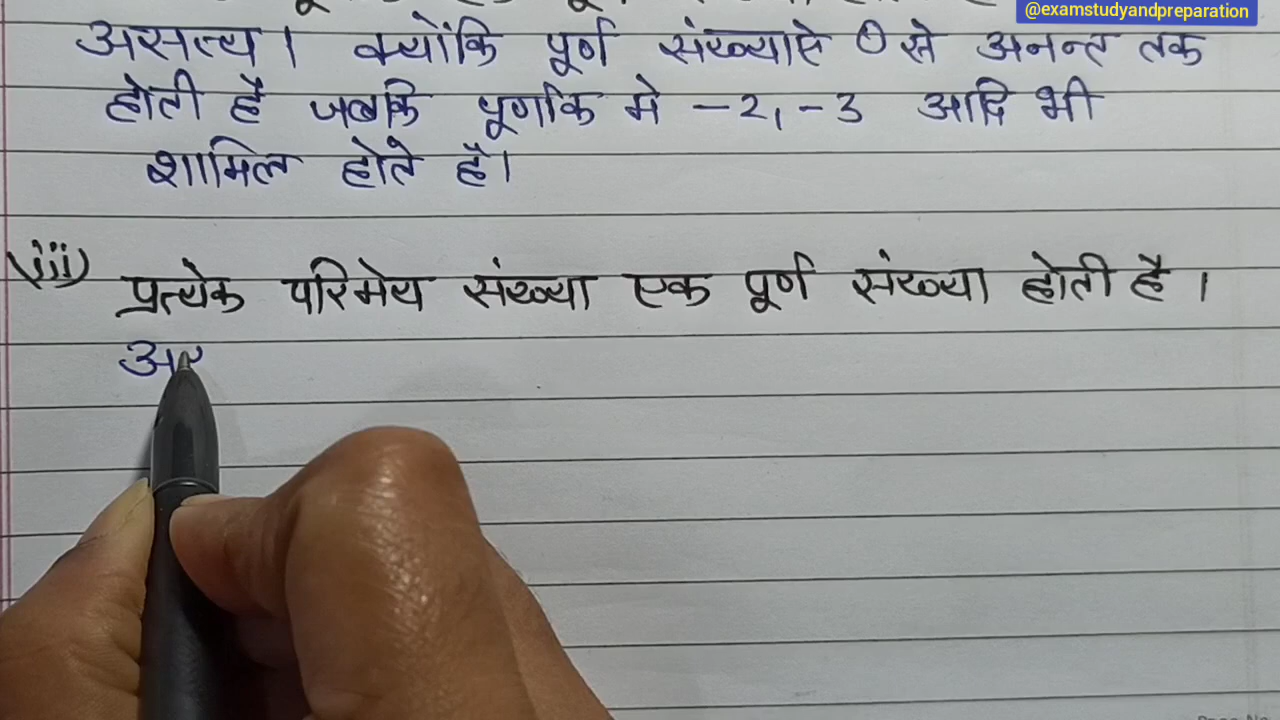 @examstudyandpreparation
असत्य। क्योंकि पूर्ण संख्याऐ 0 से अनन्त तक
होती है जबकि पूर्णांक मे -2, -3 आदि भी
शामिल होते है।
iii) प्रत्येक परिमेय संख्या एक पूर्ण संख्या होती है।